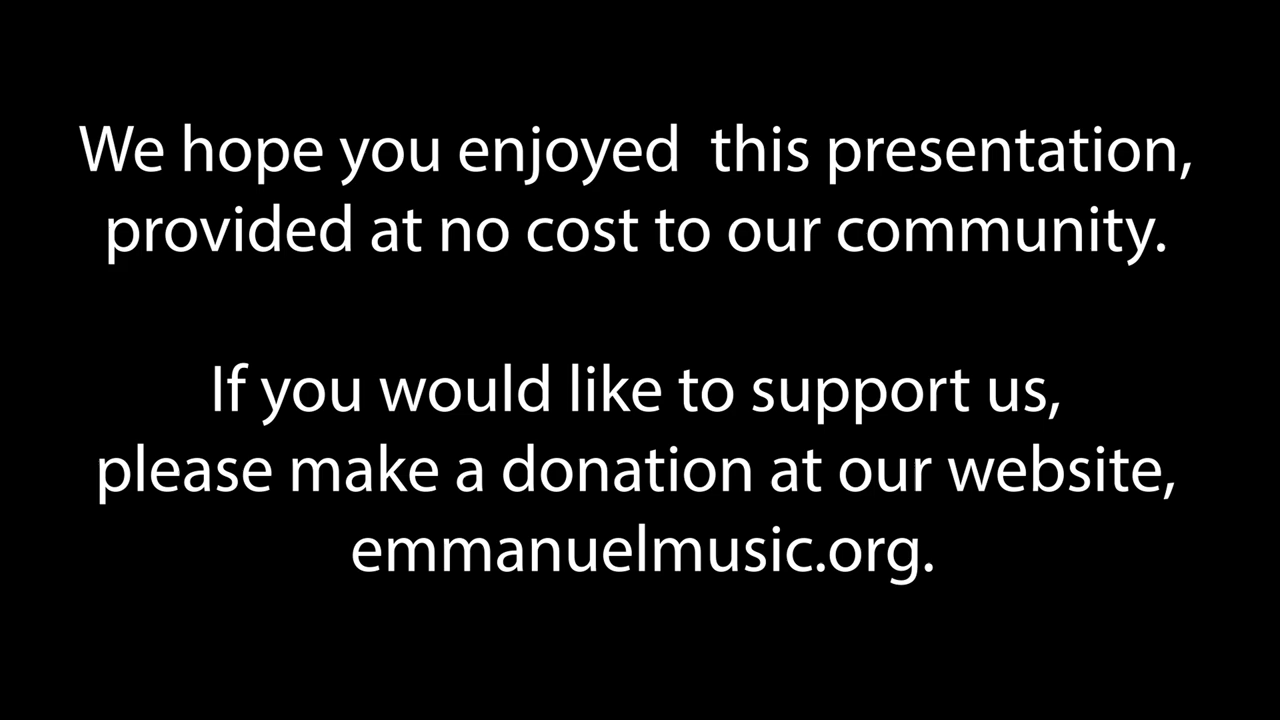 We hope you enjoyed  this presentation,
provided at no cost to our community.
If you would like to support us,
please make a donation at our website,
emmanuelmusic.org.